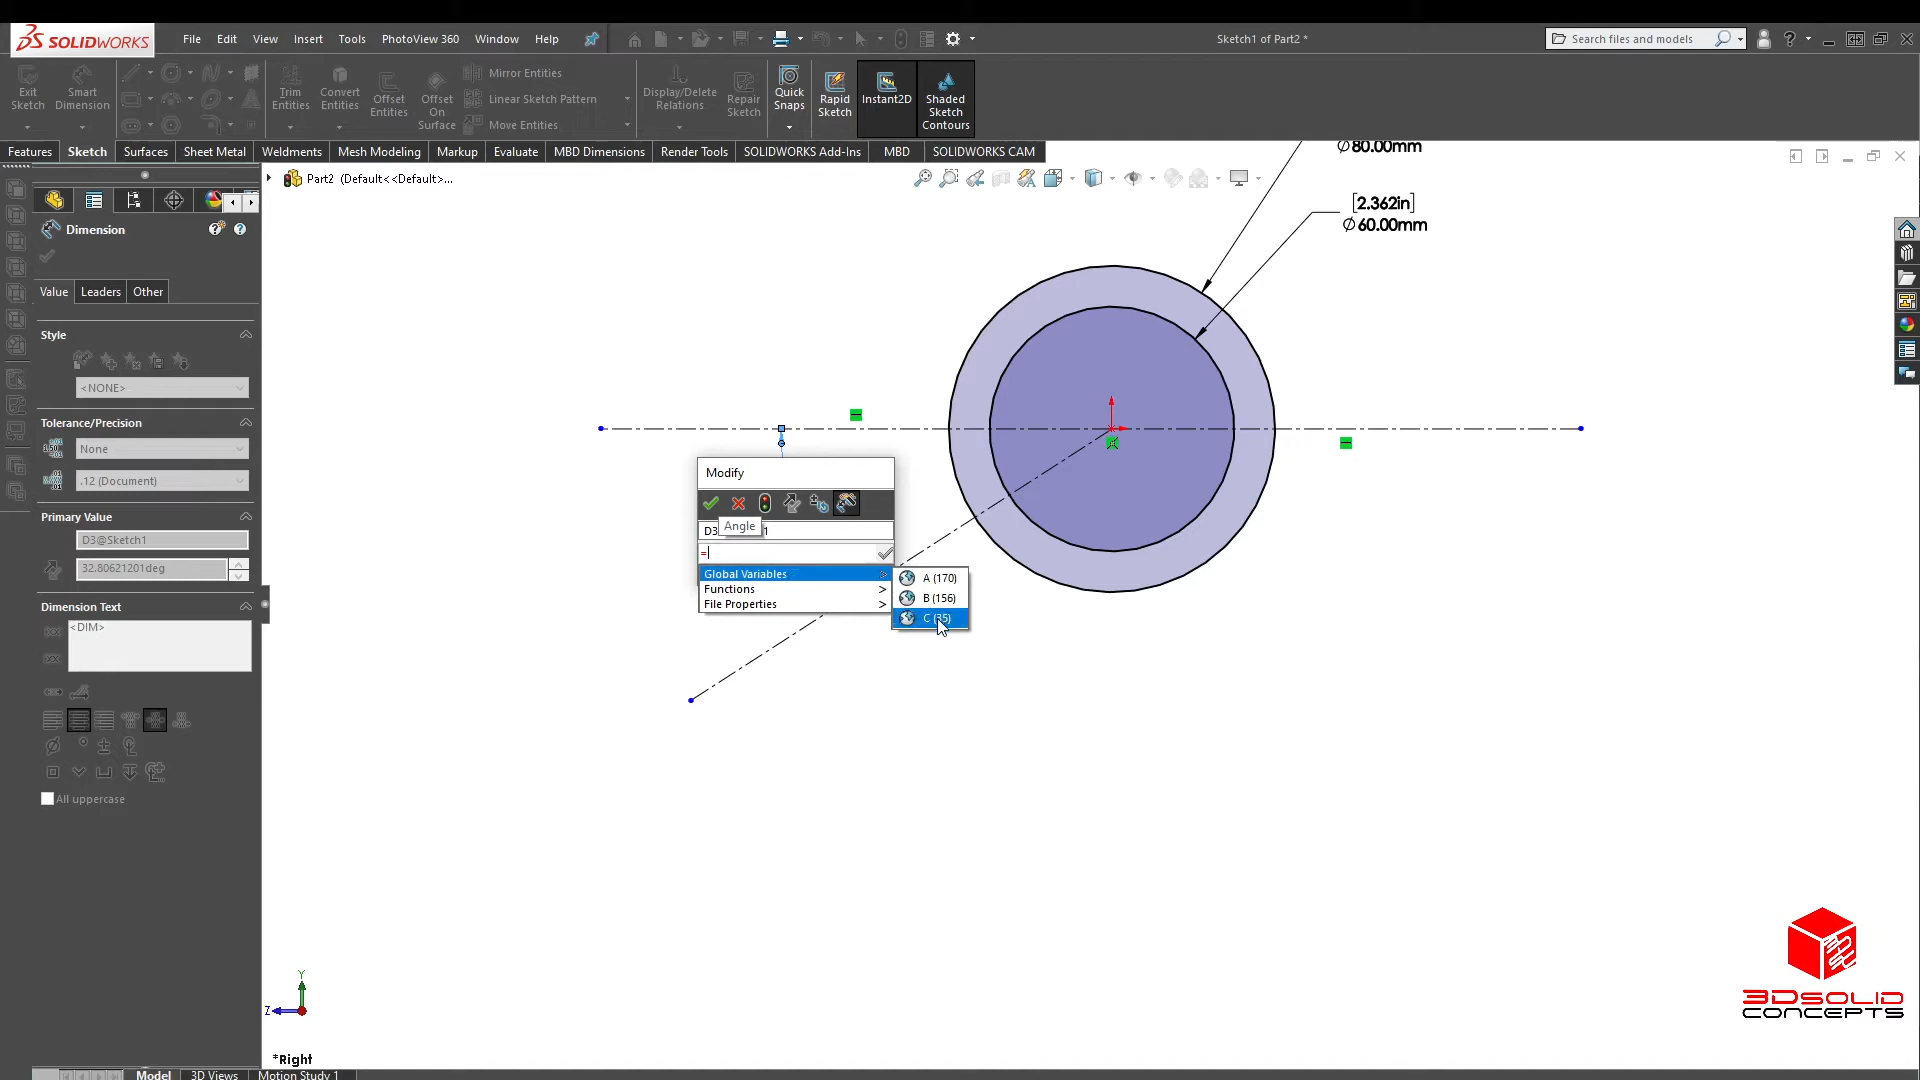 SOLIDWORKS
File Edit View Insert Tools PhotoView 360 Window Help
Sketch1 of Part2 *
Search files and models
Exit Sketch
Smart Dimension
Trim Entities
Convert Entities
Offset Entities
Offset On Surface
Mirror Entities
Linear Sketch Pattern
Move Entities
Display/Delete Relations
Repair Sketch
Quick Snaps
Rapid Sketch
Instant2D
Shaded Sketch Contours
Features Sketch Surfaces Sheet Metal Weldments Mesh Modeling Markup Evaluate MBD Dimensions Render Tools SOLIDWORKS Add-Ins MBD SOLIDWORKS CAM
Part2 (Default<<Default>...
Dimension
Value Leaders Other
Style
<NONE>
Tolerance/Precision
None
.12 (Document)
Primary Value
D3@Sketch1
32.80621201deg
Dimension Text
<DIM>
All uppercase
Ø80.00mm
[2.362in]
Ø60.00mm
Modify
Angle
D3
1
=
Global Variables
Functions >
File Properties >
A (170)
B (156)
C (35)
Y
Z
*Right
Model 3D Views Motion Study 1
3DSOLID
CONCEPTS